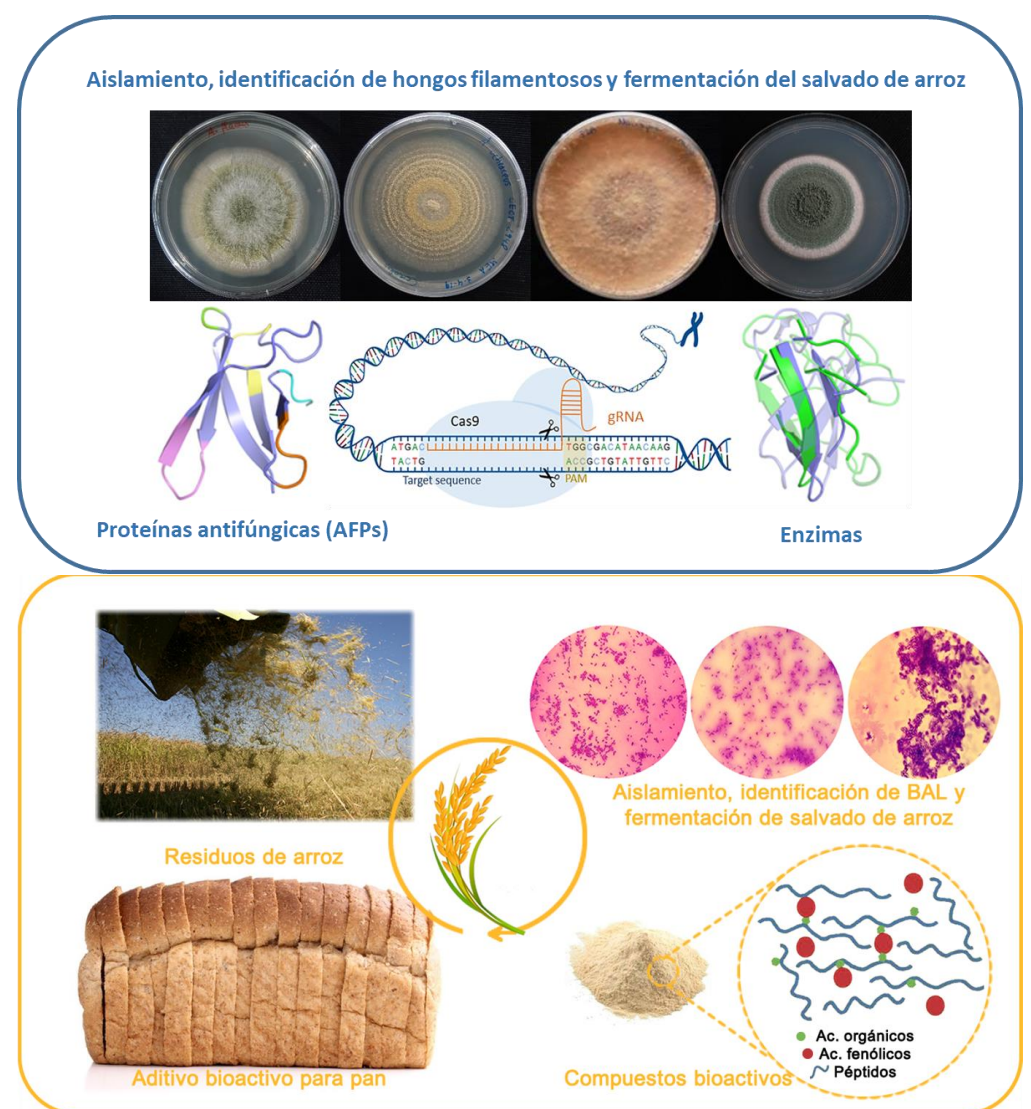 Aislamiento, identificación de hongos filamentosos y fermentación del salvado de arroz
Cas9
gRNA
ATGAC
TGGCGACATAACAAG
TACTG
ACCGCTGTATTGTTC
Target sequence
PAM
Proteínas antifúngicas (AFPs)
Enzimas
Aislamiento, identificación de BAL y
fermentación de salvado de arroz
Residuos de arroz
Ac. orgánicos
Ac. fenólicos
Péptidos
Aditivo bioactivo para pan
Compuestos bioactivos